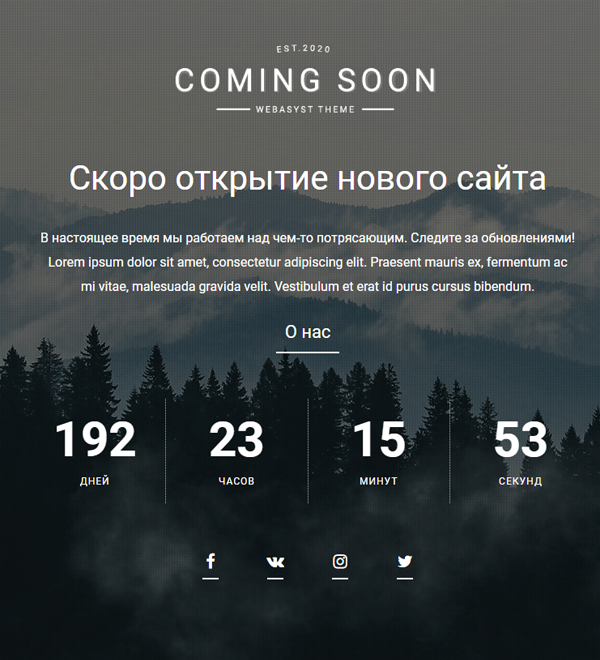 EST.2020
COMING SOON
WEBASYST THEME
Скоро открытие нового сайта
В настоящее время мы работаем над чем-то потрясающим. Следите за обновлениями!
Lorem ipsum dolor sit amet, consectetur adipiscing elit. Praesent mauris ex, fermentum ac
mi vitae, malesuada gravida velit. Vestibulum et erat id purus cursus bibendum.
О нас
192 23 15 53
ДНЕЙ ЧАСОВ МИНУТ СЕКУНД